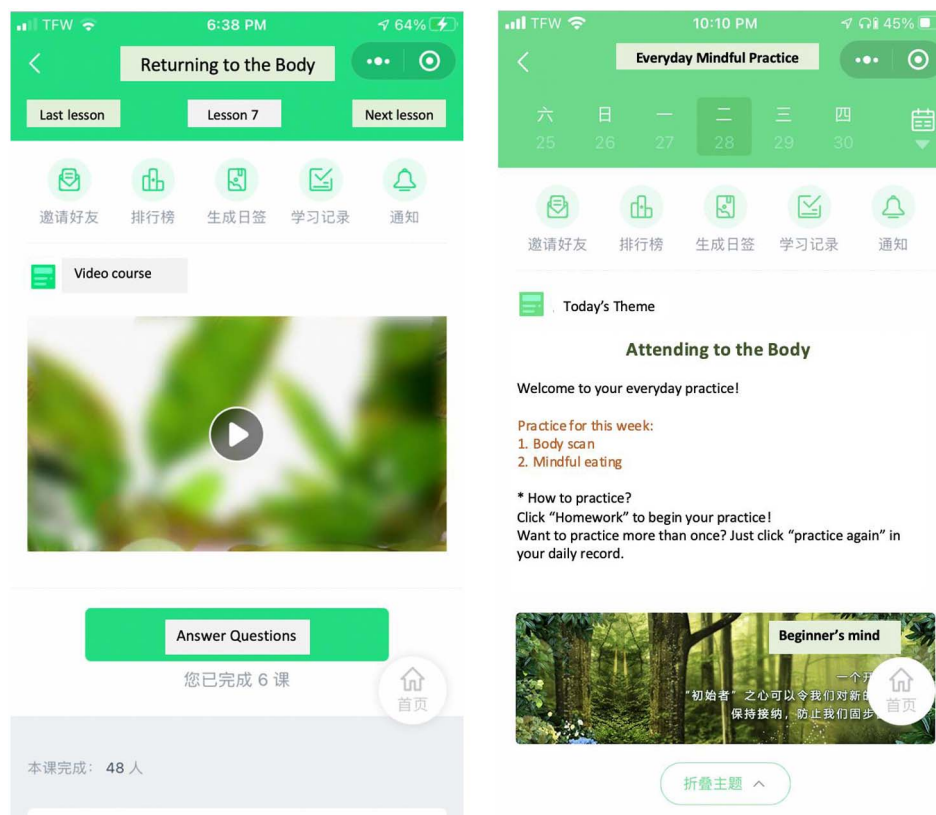 TFW
6:38 PM
64%
Returning to the Body
Last lesson
Lesson 7
Next lesson
邀请好友
排行榜
生成日签
学习记录
通知
Video course
Answer Questions
您已完成 6 课
首页
本课完成: 48 人
TFW
10:10 PM
45%
Everyday Mindful Practice
六 日 一 二 三 四
25 26 27 28 29 30
邀请好友
排行榜
生成日签
学习记录
通知
Today's Theme
Attending to the Body
Welcome to your everyday practice!
Practice for this week:
1. Body scan
2. Mindful eating
* How to practice?
Click “Homework” to begin your practice!
Want to practice more than once? Just click “practice again” in
your daily record.
Beginner's mind
一个开
“初始者” 之心可以令我们对新的
保持接纳, 防止我们固步
首页
折叠主题